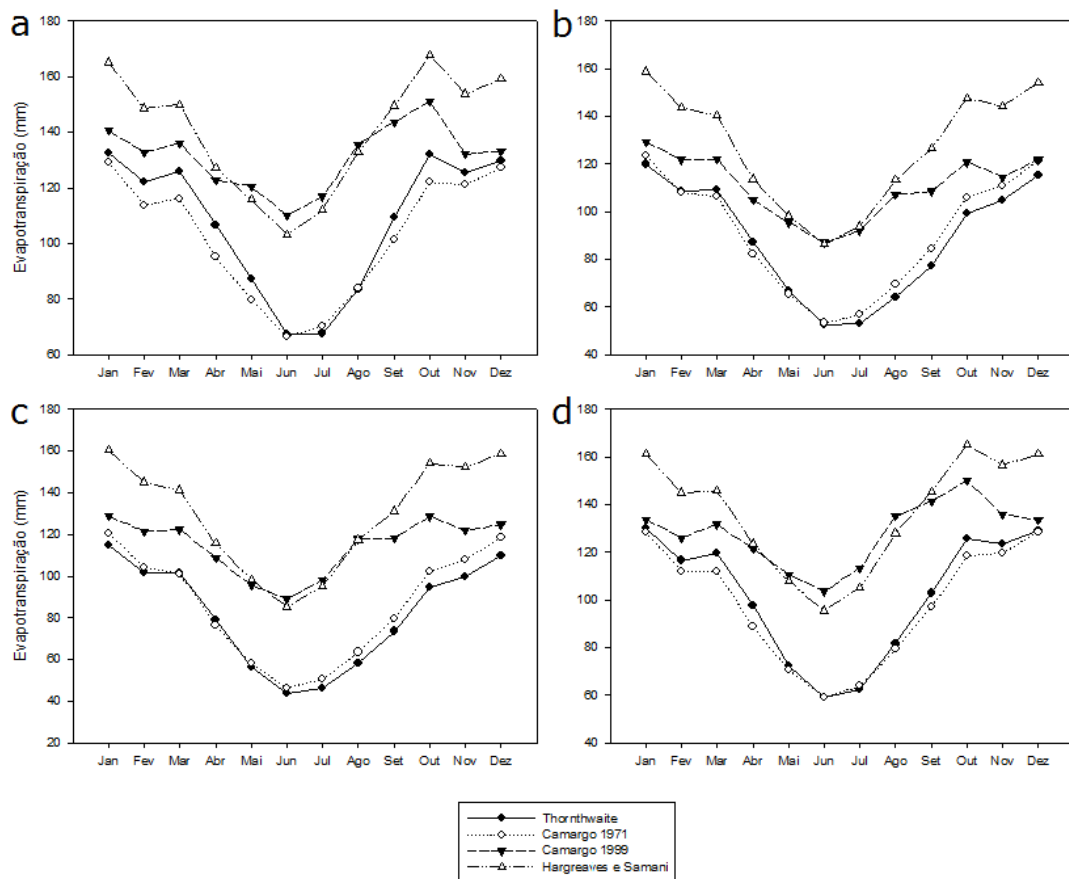 a
Evapotranspiração (mm)
180
160
140
120
100
80
60
Jan Fev Mar Abr Mai Jun Jul Ago Set Out Nov Dez
b
180
160
140
120
100
80
60
40
Jan Fev Mar Abr Mai Jun Jul Ago Set Out Nov Dez
c
Evapotranspiração (mm)
180
160
140
120
100
80
60
40
20
Jan Fev Mar Abr Mai Jun Jul Ago Set Out Nov Dez
d
180
160
140
120
100
80
60
40
Jan Fev Mar Abr Mai Jun Jul Ago Set Out Nov Dez
Thornthwaite
Camargo 1971
Camargo 1999
Hargreaves e Samani